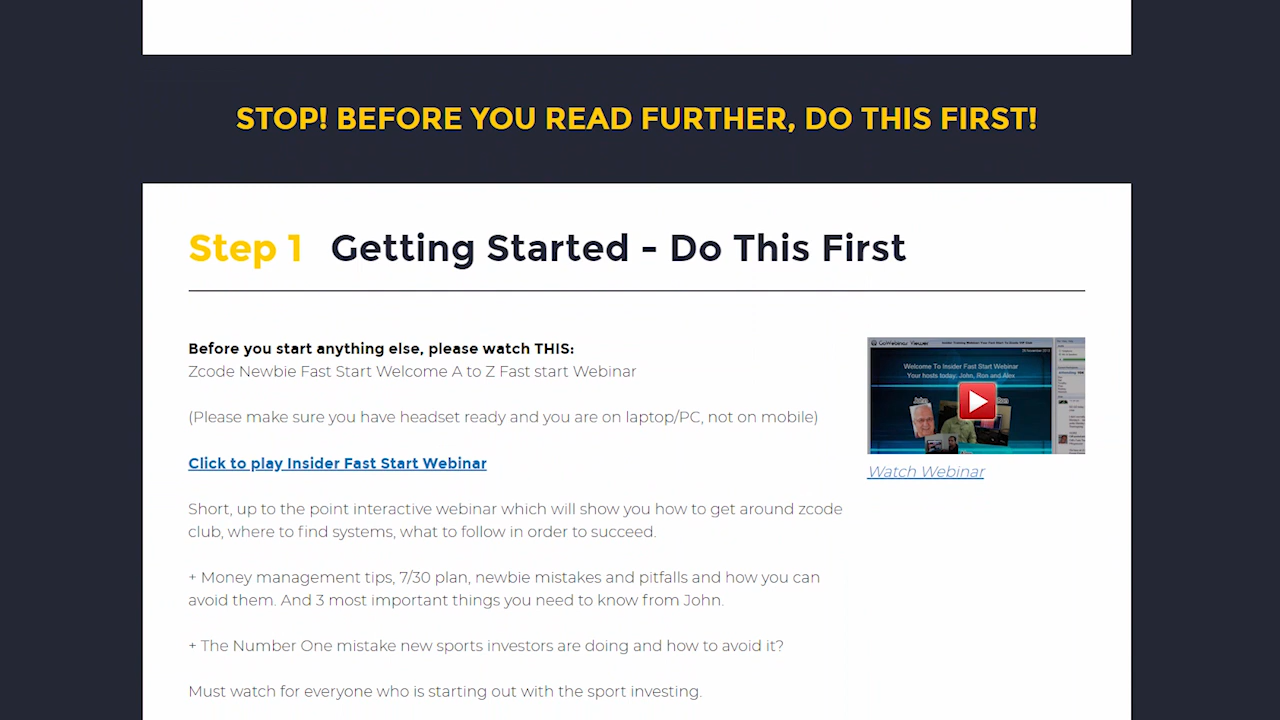 STOP! BEFORE YOU READ FURTHER, DO THIS FIRST!
Step 1 Getting Started - Do This First
Before you start anything else, please watch THIS:
Zcode Newbie Fast Start Welcome A to Z Fast start Webinar
(Please make sure you have headset ready and you are on laptop/PC, not on mobile)
Click to play Insider Fast Start Webinar
Short, up to the point interactive webinar which will show you how to get around zcode
club, where to find systems, what to follow in order to succeed.
+ Money management tips, 7/30 plan, newbie mistakes and pitfalls and how you can
avoid them. And 3 most important things you need to know from John.
+ The Number One mistake new sports investors are doing and how to avoid it?
Must watch for everyone who is starting out with the sport investing.
Welcome To Insider Fast Start Webinar
Your hosts today: John, Ron and Alex
John
Ron
Watch Webinar